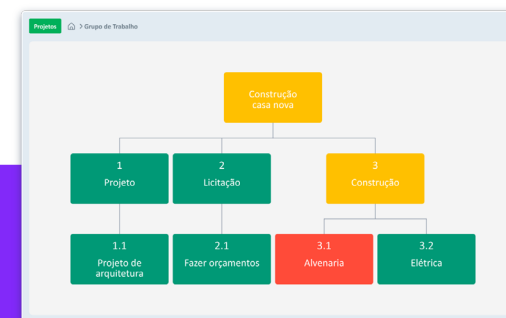 Projetos > Grupo de Trabalho
Construção
casa nova
1
Projeto
2
Licitação
3
Construção
1.1
Projeto de
arquitetura
2.1
Fazer orçamentos
3.1
Alvenaria
3.2
Elétrica